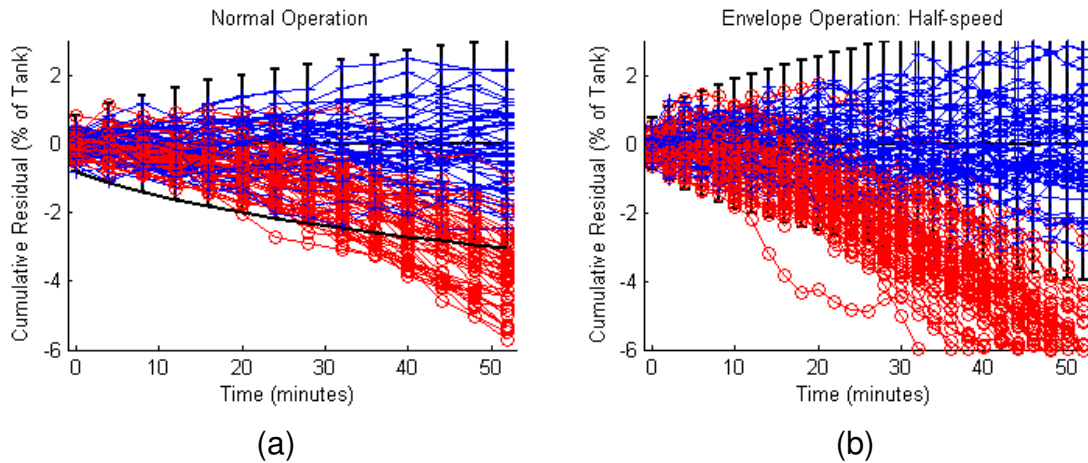 Normal Operation
Cumulative Residual (% of Tank)
2
0
-2
-4
-6
0 10 20 30 40 50
Time (minutes)
(a)
Envelope Operation: Half-speed
Cumulative Residual (% of Tank)
2
0
-2
-4
-6
0 10 20 30 40 50
Time (minutes)
(b)